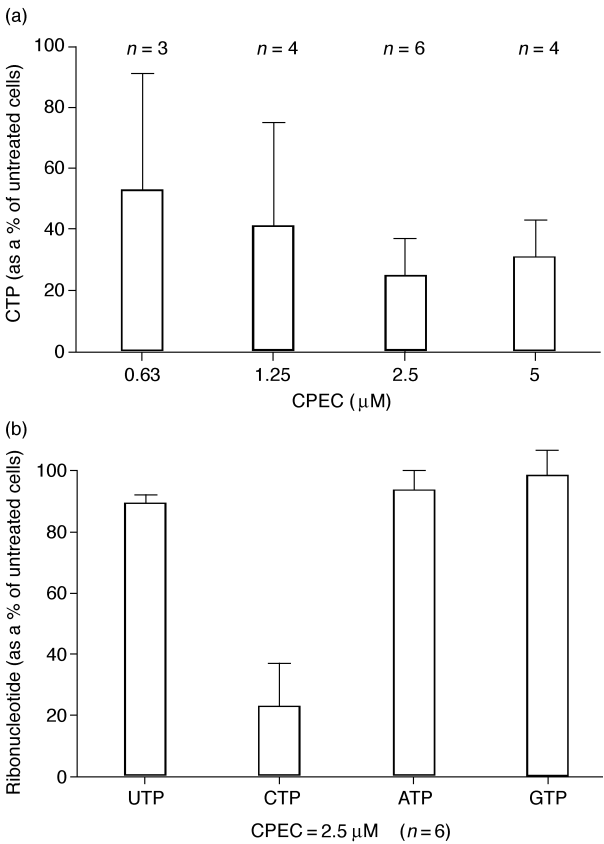 (a)
n = 3 n = 4 n = 6 n = 4
CTP (as a % of untreated cells)
100
80
60
40
20
0
0.63 1.25 2.5 5
CPEC (μM)
(b)
Ribonucleotide (as a % of untreated cells)
100
80
60
40
20
0
UTP CTP ATP GTP
CPEC = 2.5 μM (n = 6)